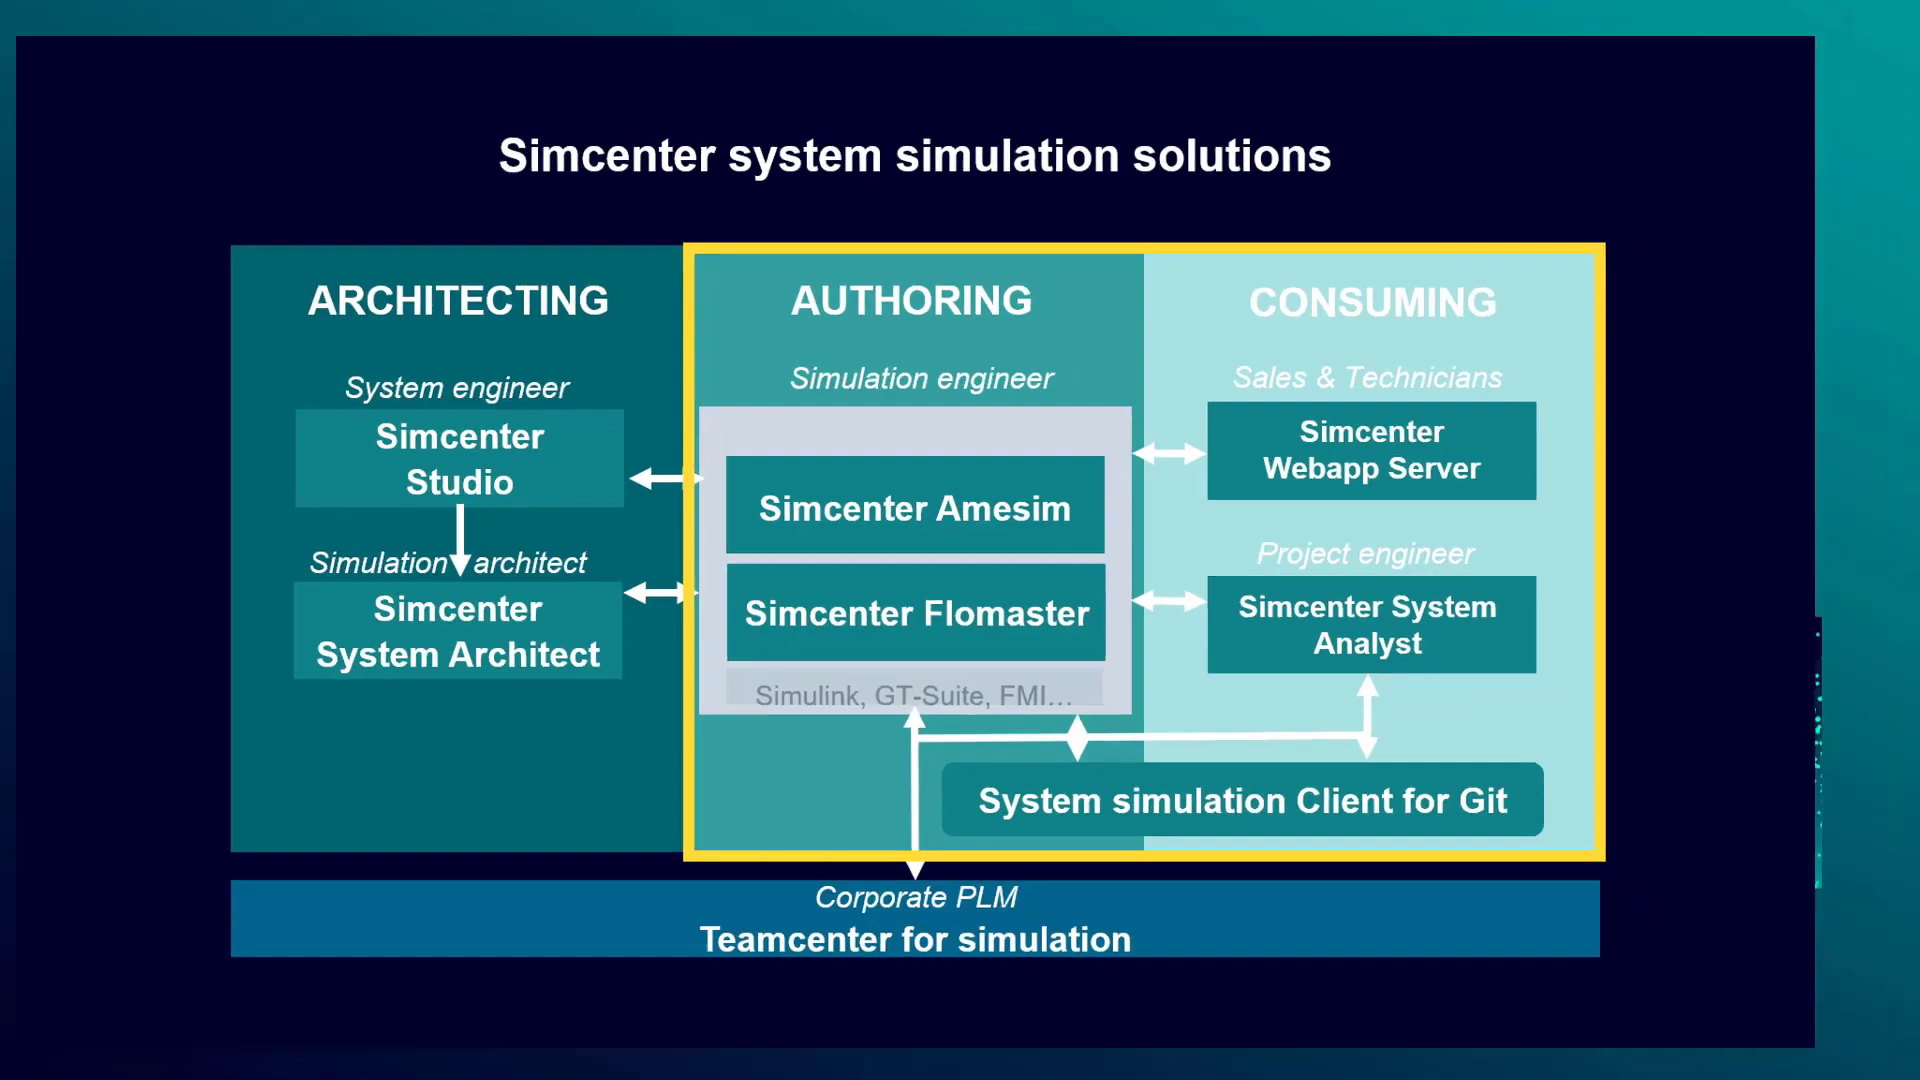 Simcenter system simulation solutions
ARCHITECTING
System engineer
Simcenter
Studio
Simulation architect
Simcenter
System Architect
AUTHORING
Simulation engineer
Simcenter Amesim
Simcenter Flomaster
Simulink, GT-Suite, FMI...
CONSUMING
Sales & Technicians
Simcenter
Webapp Server
Project engineer
Simcenter System
Analyst
System simulation Client for Git
Corporate PLM
Teamcenter for simulation